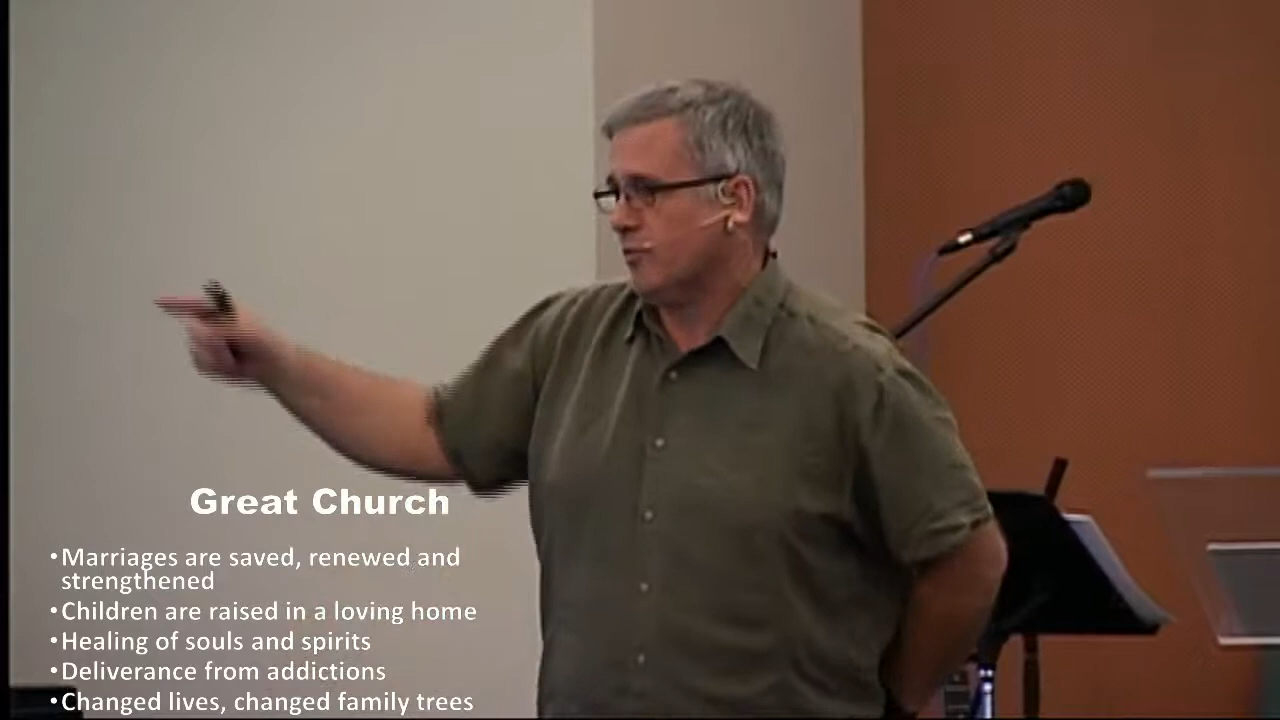 Great Church
•Marriages are saved, renewed and
strengthened
•Children are raised in a loving home
•Healing of souls and spirits
•Deliverance from addictions
•Changed lives, changed family trees